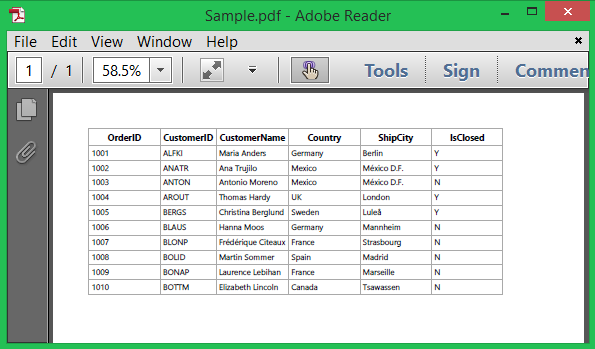 Sample.pdf - Adobe Reader
File Edit View Window Help
1 / 1 58.5% Tools Sign Commen
OrderID CustomerID CustomerName Country ShipCity IsClosed
1001 ALFKI Maria Anders Germany Berlin Y
1002 ANATR Ana Trujilo Mexico México D.F. Y
1003 ANTON Antonio Moreno Mexico México D.F. N
1004 AROUT Thomas Hardy UK London Y
1005 BERGS Christina Berglund Sweden Luleå Y
1006 BLAUS Hanna Moos Germany Mannheim N
1007 BLONP Frédérique Citeaux France Strasbourg N
1008 BOLID Martin Sommer Spain Madrid N
1009 BONAP Laurence Lebihan France Marseille N
1010 BOTTM Elizabeth Lincoln Canada Tsawassen N